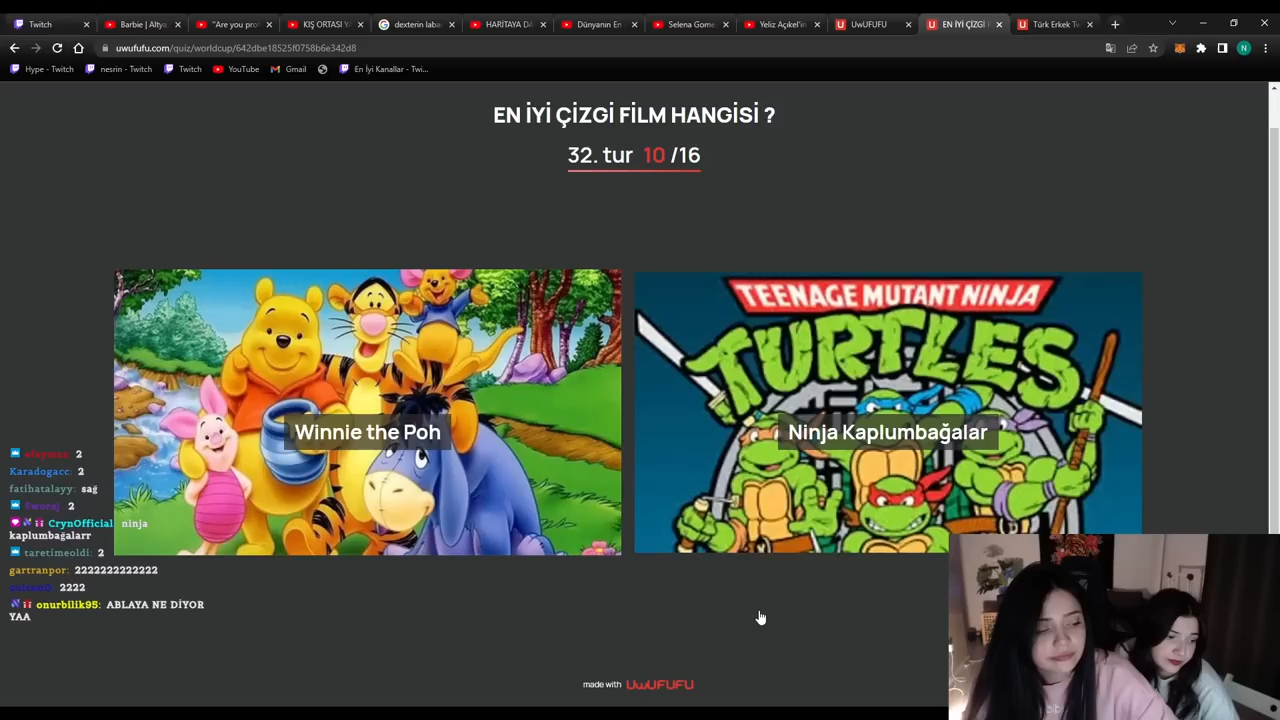 Twitch
Barbie | Altya
"Are you pro
KIŞ ORTASI
dexterin laba
HARİTAYA D
Dünyanın En
Selena Gome
Yeliz Açıkel'in
UwUFUFU
EN İYİ ÇİZGİ
Türk Erkek T
uwufufu.com/quiz/worldcup/642dbe18525f0758b6e342d8
N
Hype - Twitch
nesrin - Twitch
Twitch
YouTube
Gmail
En İyi Kanallar - Twi...
EN İYİ ÇİZGİ FİLM HANGİSİ ?
32. tur 10 /16
TEENAGE MUTANT NINJA
TURTLES
Winnie the Poh
Ninja Kaplumbağalar
2
Karadogacc: 2
fatihatalayy: sağ
2
CrynOfficial ninja
kaplumbağalarr
taretimeoldi: 2
gartranpor: 2222222222222
2222
onurbilik95: ABLAYA NE DİYOR
YAA
made with UwUFUFU